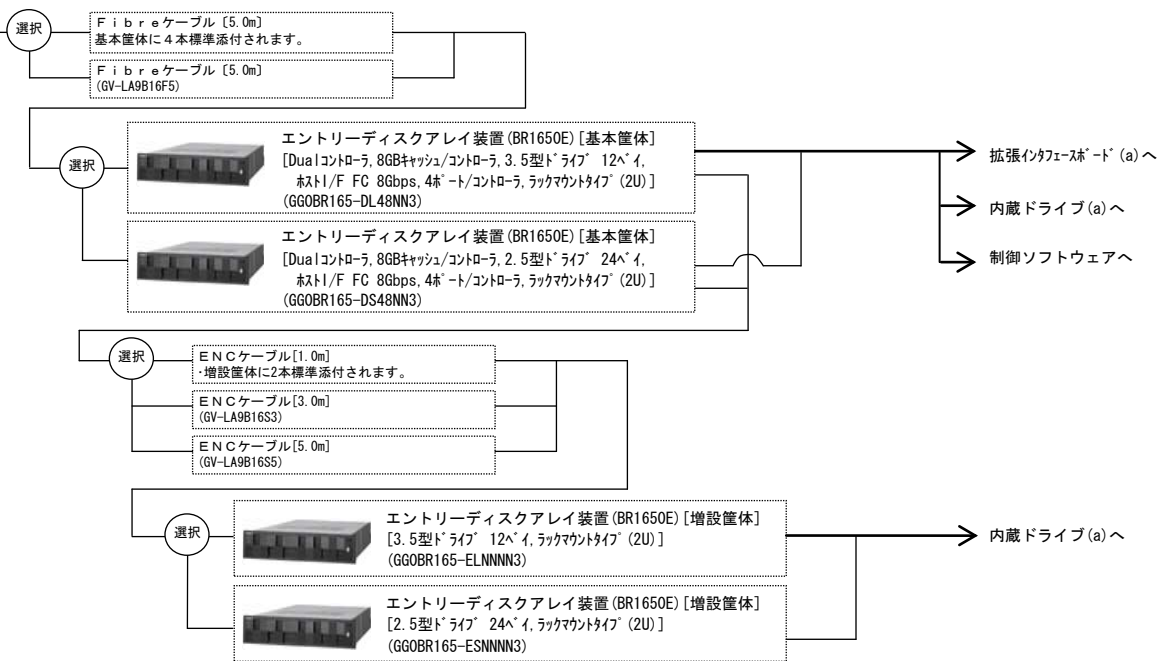 選択
Ｆｉｂｒｅケーブル〔5.0m〕
基本筐体に４本標準添付されます。
Ｆｉｂｒｅケーブル〔5.0m〕
(GV-LA9B16F5)
選択
エントリーディスクアレイ装置(BR1650E)[基本筐体]
[Dualｺﾝﾄﾛｰﾗ,8GBｷｬｯｼｭ/ｺﾝﾄﾛｰﾗ,3.5型ﾄﾞﾗｲﾌﾞ 12ﾍﾞｲ,
ﾎｽﾄI/F FC 8Gbps,4ﾎﾟｰﾄ/ｺﾝﾄﾛｰﾗ,ﾗｯｸﾏｳﾝﾄﾀｲﾌﾟ(2U)]
(GG0BR165-DL48NN3)
エントリーディスクアレイ装置(BR1650E)[基本筐体]
[Dualｺﾝﾄﾛｰﾗ,8GBｷｬｯｼｭ/ｺﾝﾄﾛｰﾗ,2.5型ﾄﾞﾗｲﾌﾞ 24ﾍﾞｲ,
ﾎｽﾄI/F FC 8Gbps,4ﾎﾟｰﾄ/ｺﾝﾄﾛｰﾗ,ﾗｯｸﾏｳﾝﾄﾀｲﾌﾟ(2U)]
(GG0BR165-DS48NN3)
拡張ｲﾝﾀﾌｪｰｽﾎﾞｰﾄﾞ(a)へ
内蔵ドライブ(a)へ
制御ソフトウェアへ
選択
ＥＮＣケーブル[1.0m]
･増設筐体に2本標準添付されます。
ＥＮＣケーブル[3.0m]
(GV-LA9B16S3)
ＥＮＣケーブル[5.0m]
(GV-LA9B16S5)
選択
エントリーディスクアレイ装置(BR1650E)[増設筐体]
[3.5型ﾄﾞﾗｲﾌﾞ 12ﾍﾞｲ,ﾗｯｸﾏｳﾝﾄﾀｲﾌﾟ(2U)]
(GG0BR165-ELNNNN3)
エントリーディスクアレイ装置(BR1650E)[増設筐体]
[2.5型ﾄﾞﾗｲﾌﾞ 24ﾍﾞｲ,ﾗｯｸﾏｳﾝﾄﾀｲﾌﾟ(2U)]
(GG0BR165-ESNNNN3)
内蔵ドライブ(a)へ